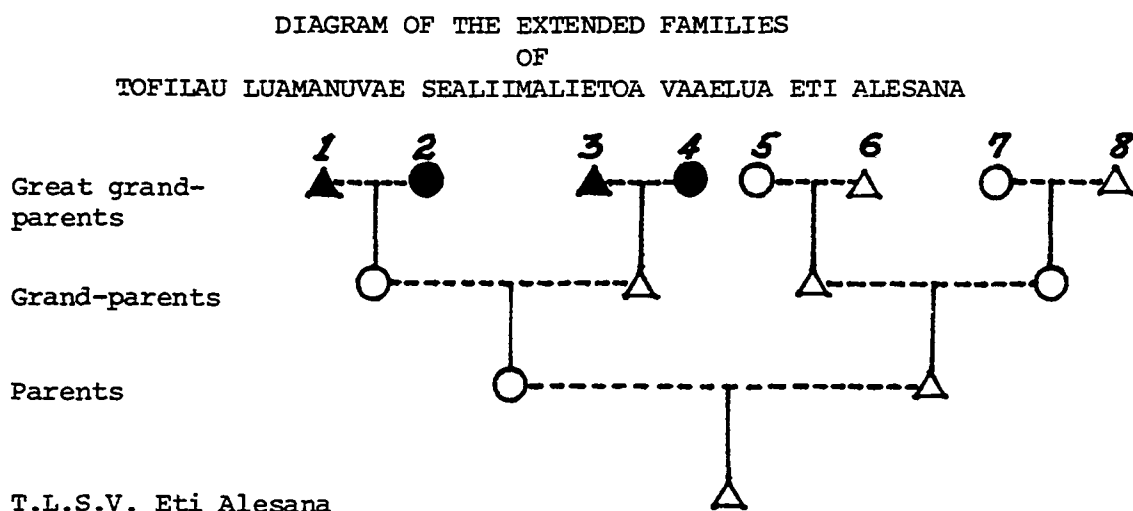 DIAGRAM OF THE EXTENDED FAMILIES
OF
TOFILAU LUAMANUVAE SEALIIMALIETOA VAAELUA ETI ALESANA
1 2 3 4 5 6 7 8
Great grand-
parents
Grand-parents
Parents
T.L.S.V. Eti Alesana